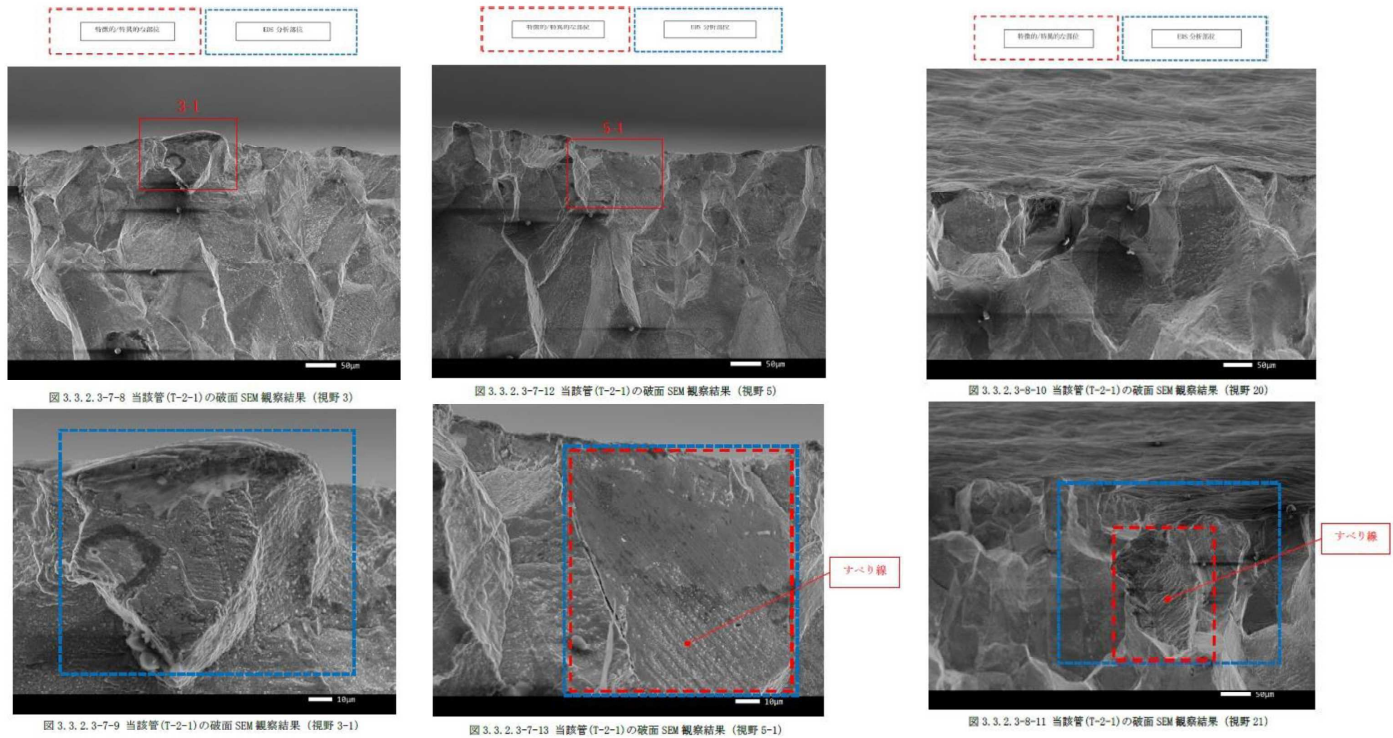 特徴的/特異的な部位
EDS 分析部位
3-1
50μm
図 3.3.2.3-7-8 当該管(T-2-1)の破面 SEM 観察結果 (視野 3)
10μm
図 3.3.2.3-7-9 当該管(T-2-1)の破面 SEM 観察結果 (視野 3-1)
特徴的/特異的な部位
EDS 分析部位
5-1
50μm
図 3.3.2.3-7-12 当該管(T-2-1)の破面 SEM 観察結果 (視野 5)
すべり線
10μm
図 3.3.2.3-7-13 当該管(T-2-1)の破面 SEM 観察結果 (視野 5-1)
特徴的/特異的な部位
EDS 分析部位
50μm
図 3.3.2.3-8-10 当該管(T-2-1)の破面 SEM 観察結果 (視野 20)
すべり線
50μm
図 3.3.2.3-8-11 当該管(T-2-1)の破面 SEM 観察結果 (視野 21)